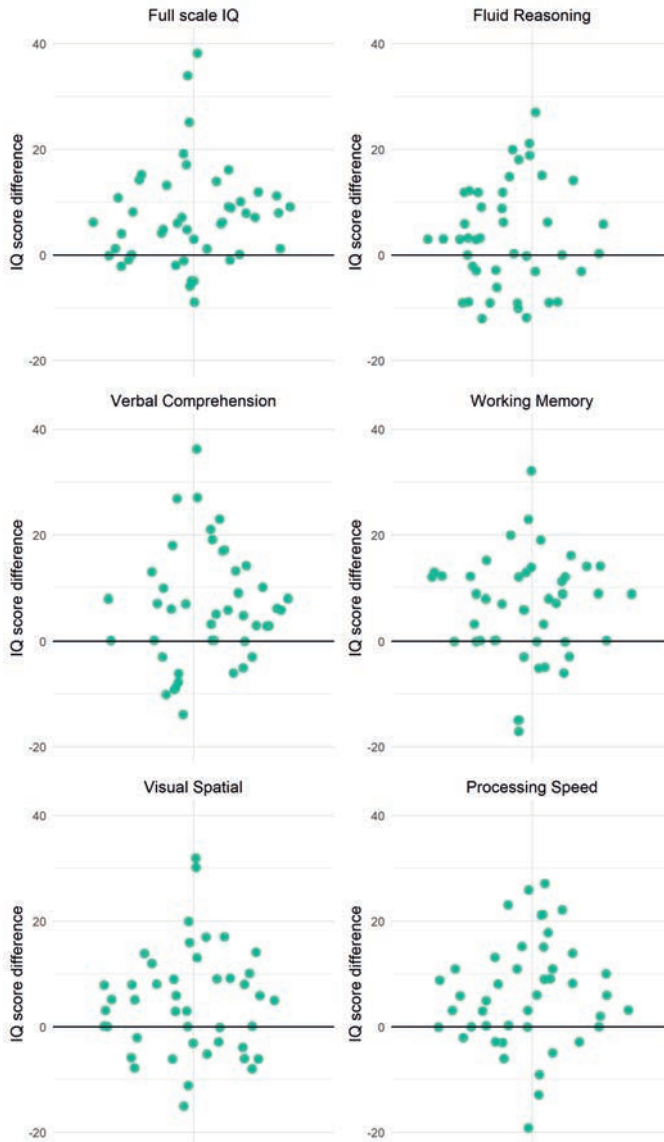 Full scale IQ
Fluid Reasoning
40
20
0
-20
IQ score difference
40
20
0
-20
IQ score difference
Verbal Comprehension
Working Memory
40
20
0
-20
IQ score difference
40
20
0
-20
IQ score difference
Visual Spatial
Processing Speed
40
20
0
-20
IQ score difference
40
20
0
-20
IQ score difference